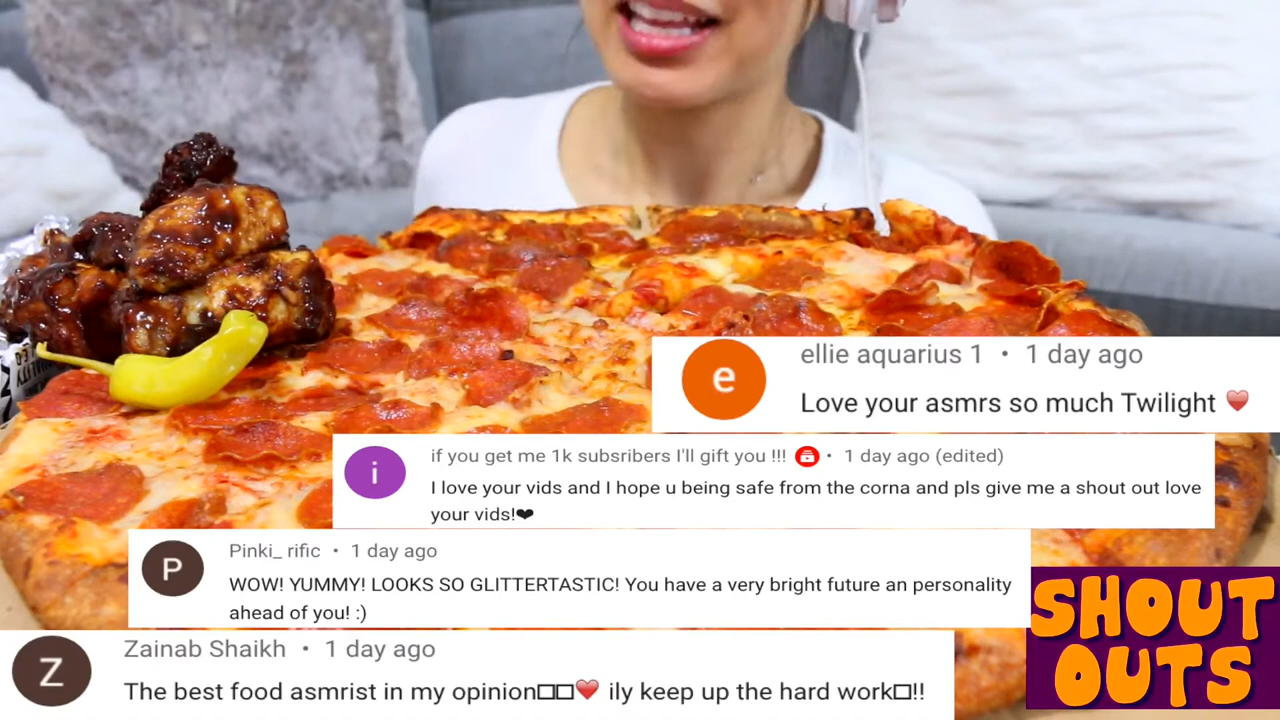 ellie aquarius 1 • 1 day ago
Love your asmrs so much Twilight ♥️
if you get me 1k subsribers I'll gift you !!! • 1 day ago (edited)
I love your vids and I hope u being safe from the corna and pls give me a shout out love
your vids!❤
Pinki_ rific • 1 day ago
WOW! YUMMY! LOOKS SO GLITTERTASTIC! You have a very bright future an personality
ahead of you! :)
Zainab Shaikh • 1 day ago
The best food asmrist in my opinion□□♥️ ily keep up the hard work□!!
e
i
P
Z
SHOUT
OUTS